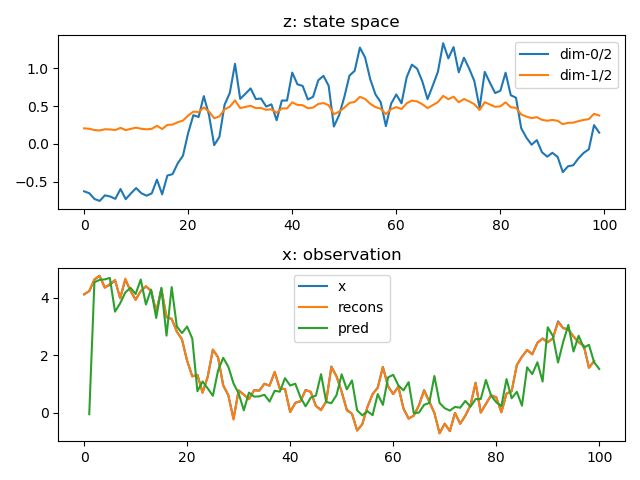 z: state space
dim-0/2
dim-1/2
1.0
0.5
0.0
−0.5
0 20 40 60 80 100
x: observation
x
recons
pred
4
2
0
0 20 40 60 80 100